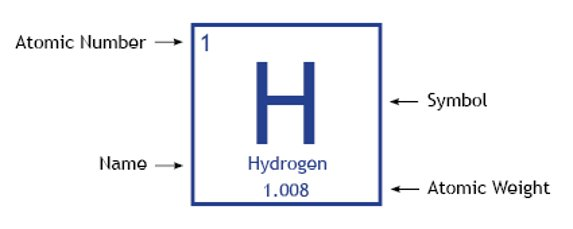 Atomic Number
1
H
Symbol
Name
Hydrogen
1.008
Atomic Weight